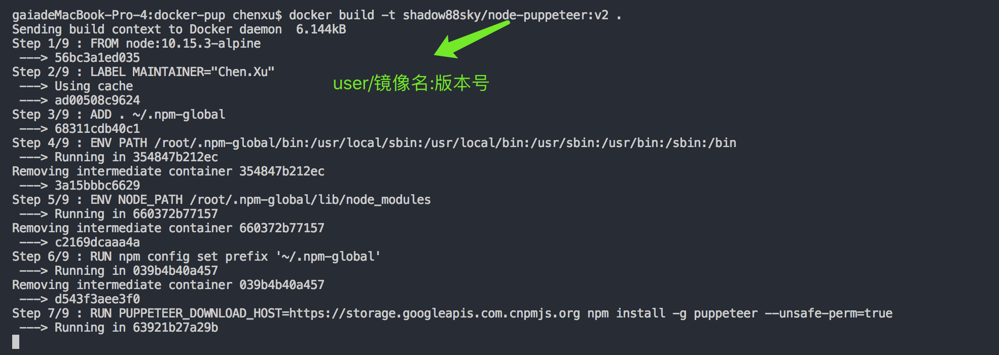 gaiadeMacBook-Pro-4:docker-pup chenxu$ docker build -t shadow88sky/node-puppeteer:v2 .
Sending build context to Docker daemon  6.144kB
Step 1/9 : FROM node:10.15.3-alpine
 ---> 56bc3a1ed035
Step 2/9 : LABEL MAINTAINER="Chen.Xu"
user/镜像名:版本号
 ---> Using cache
 ---> ad00508c9624
Step 3/9 : ADD . ~/.npm-global
 ---> 68311cdb40c1
Step 4/9 : ENV PATH /root/.npm-global/bin:/usr/local/sbin:/usr/local/bin:/usr/sbin:/usr/bin:/sbin:/bin
 ---> Running in 354847b212ec
Removing intermediate container 354847b212ec
 ---> 3a15bbbc6629
Step 5/9 : ENV NODE_PATH /root/.npm-global/lib/node_modules
 ---> Running in 660372b77157
Removing intermediate container 660372b77157
 ---> c2169dcaaa4a
Step 6/9 : RUN npm config set prefix '~/.npm-global'
 ---> Running in 039b4b40a457
Removing intermediate container 039b4b40a457
 ---> d543f3aee3f0
Step 7/9 : RUN PUPPETEER_DOWNLOAD_HOST=https://storage.googleapis.com.cnpmjs.org npm install -g puppeteer --unsafe-perm=true
 ---> Running in 63921b27a29b